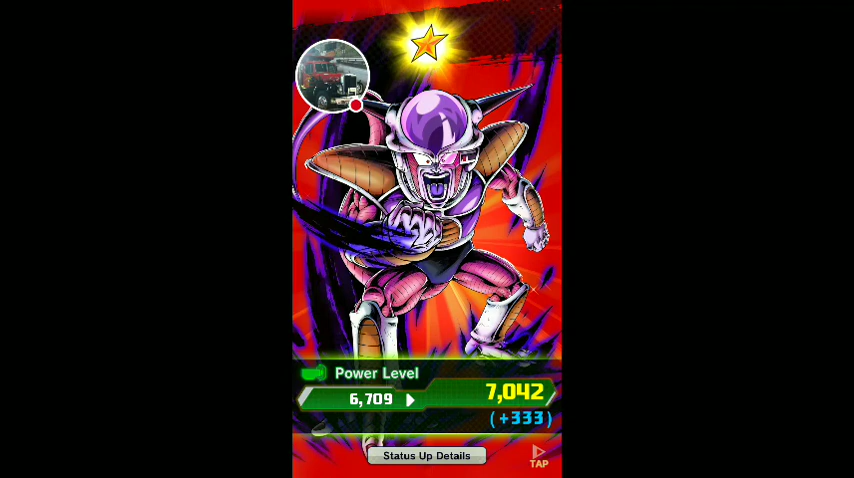 Power Level
6,709
7,042
(+333)
Status Up Details
TAP